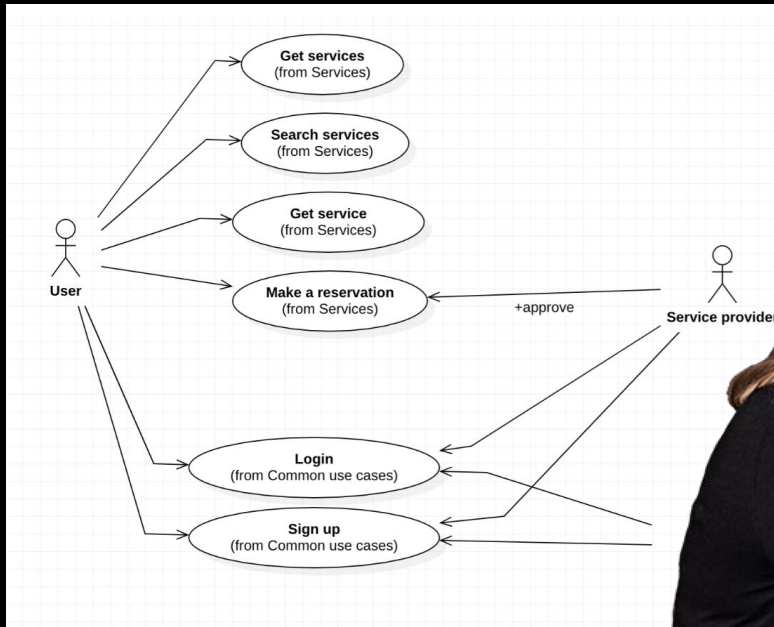 Get services
(from Services)
Search services
(from Services)
Get service
(from Services)
User
Make a reservation
(from Services)
+approve
Service provider
Login
(from Common use cases)
Sign up
(from Common use cases)